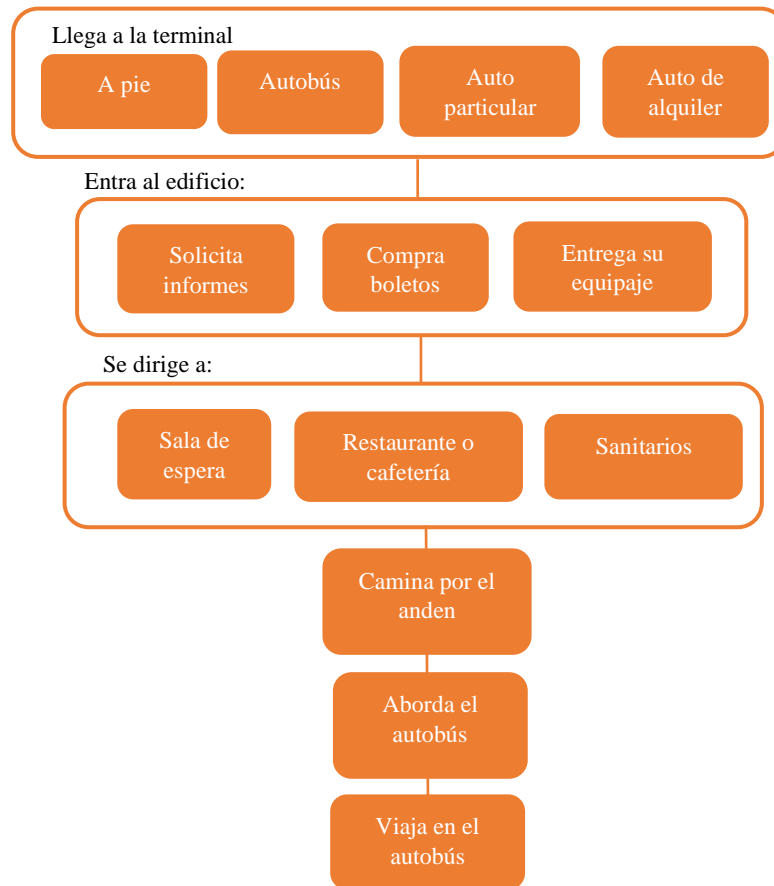 Llega a la terminal
A pie
Autobús
Auto
particular
Auto de
alquiler
Entra al edificio:
Solicita
informes
Compra
boletos
Entrega su
equipaje
Se dirige a:
Sala de
espera
Restaurante o
cafetería
Sanitarios
Camina por el
anden
Aborda el
autobús
Viaja en el
autobús